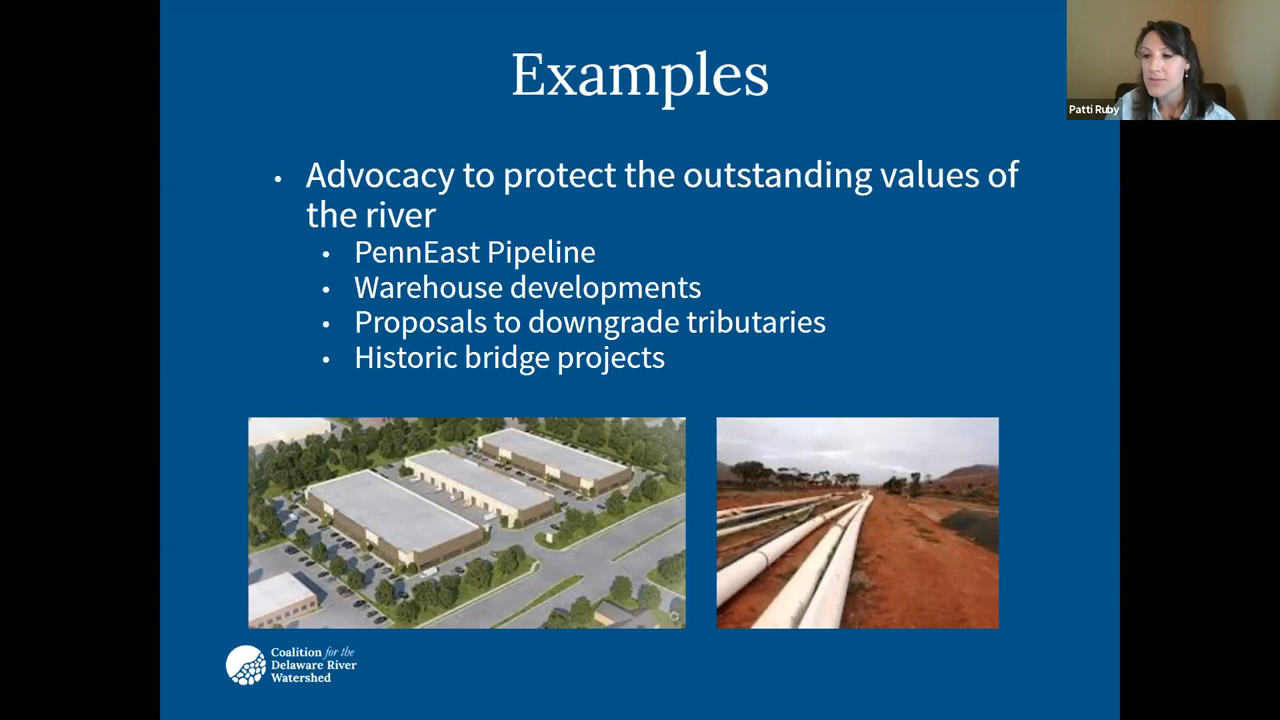 Examples
Patti Ruby
• Advocacy to protect the outstanding values of
the river
• PennEast Pipeline
• Warehouse developments
• Proposals to downgrade tributaries
• Historic bridge projects
Coalition for the
Delaware River
Watershed